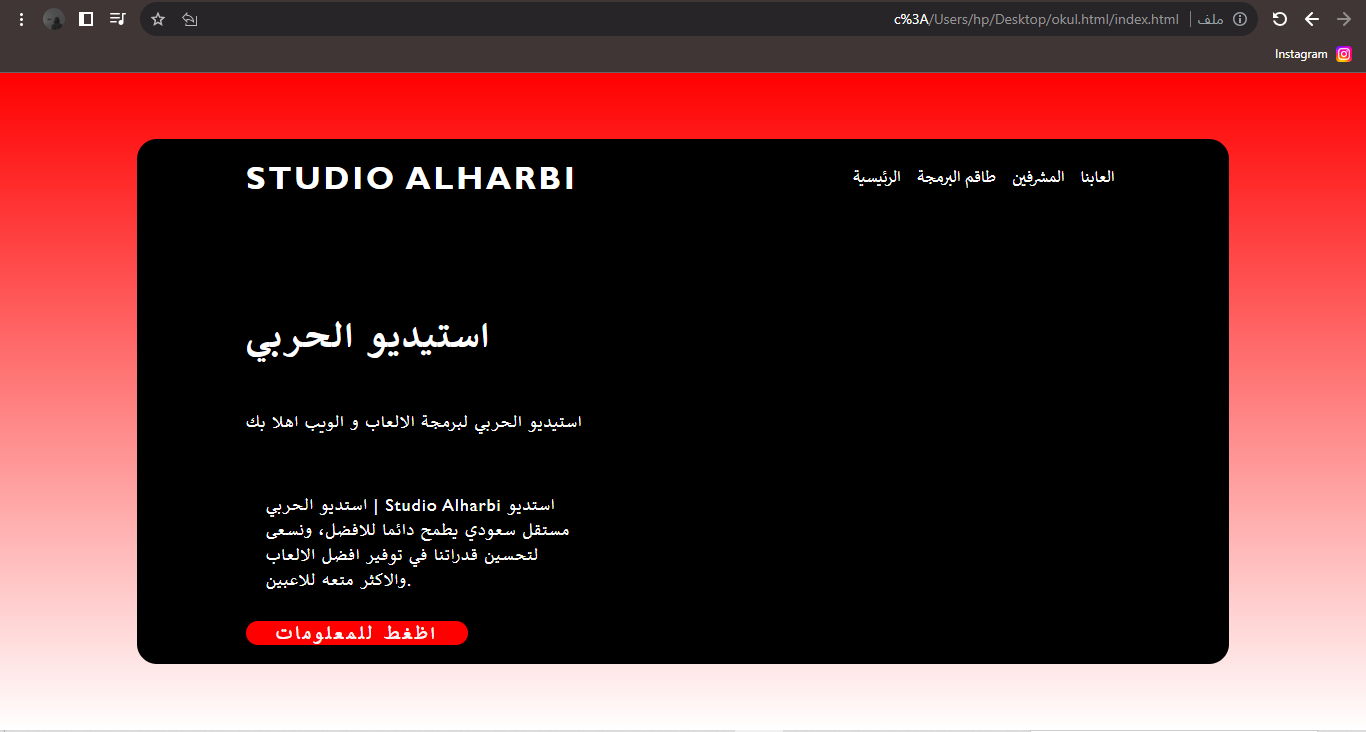 c%3A/Users/hp/Desktop/okul.html/index.html | ملف
Instagram
STUDIO ALHARBI
الرئيسية طاقم البرمجة المشرفين العابنا
استيديو الحربي
استيديو الحربي لبرمجة الالعاب و الويب اهلا بك
استديو الحربي | Studio Alharbi استديو
مستقل سعودي يطمح دائما للافضل، ونسعى
لتحسين قدراتنا في توفير افضل الالعاب
والاكثر متعه للاعبين.
اظغط للمعلومات